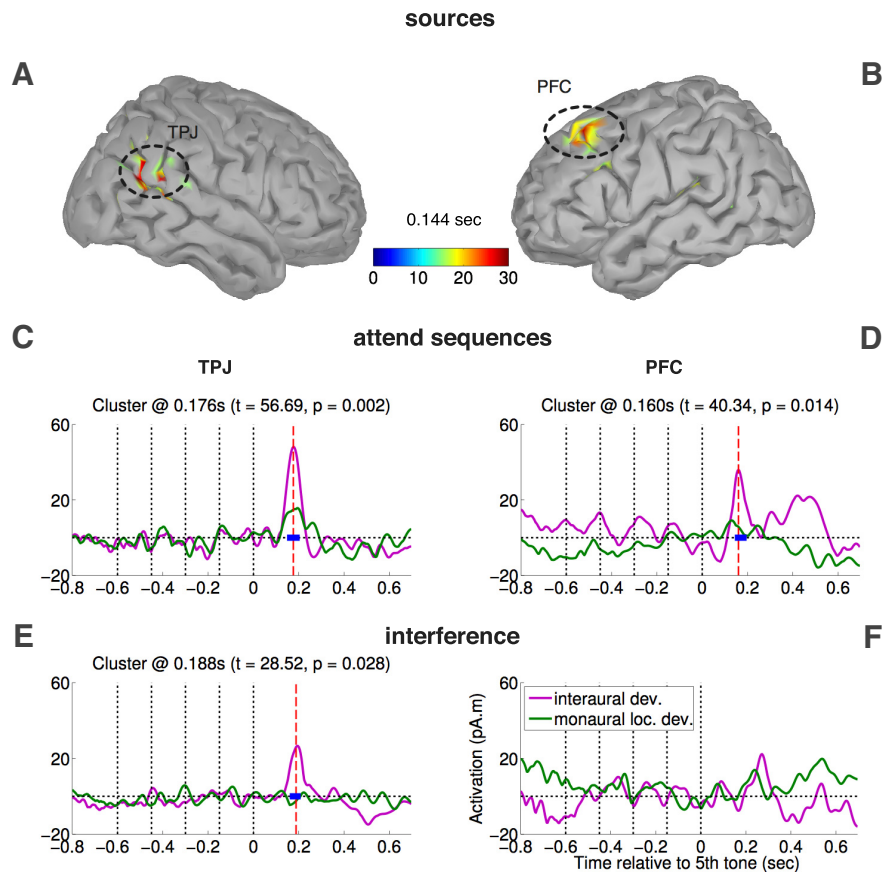 sources
A
B
PFC
TPJ
0.144 sec
0 10 20 30
C
attend sequences
D
TPJ
PFC
Cluster @ 0.176s (t = 56.69, p = 0.002)
Cluster @ 0.160s (t = 40.34, p = 0.014)
60
20
−20
−0.8 −0.6 −0.4 −0.2 0 0.2 0.4 0.6
60
20
−20
−0.8 −0.6 −0.4 −0.2 0 0.2 0.4 0.6
E
interference
F
Cluster @ 0.188s (t = 28.52, p = 0.028)
60
20
−20
−0.8 −0.6 −0.4 −0.2 0 0.2 0.4 0.6
Activation (pA.m)
60
20
−20
interaural dev.
monaural loc. dev.
−0.8 −0.6 −0.4 −0.2 0 0.2 0.4 0.6
Time relative to 5th tone (sec)